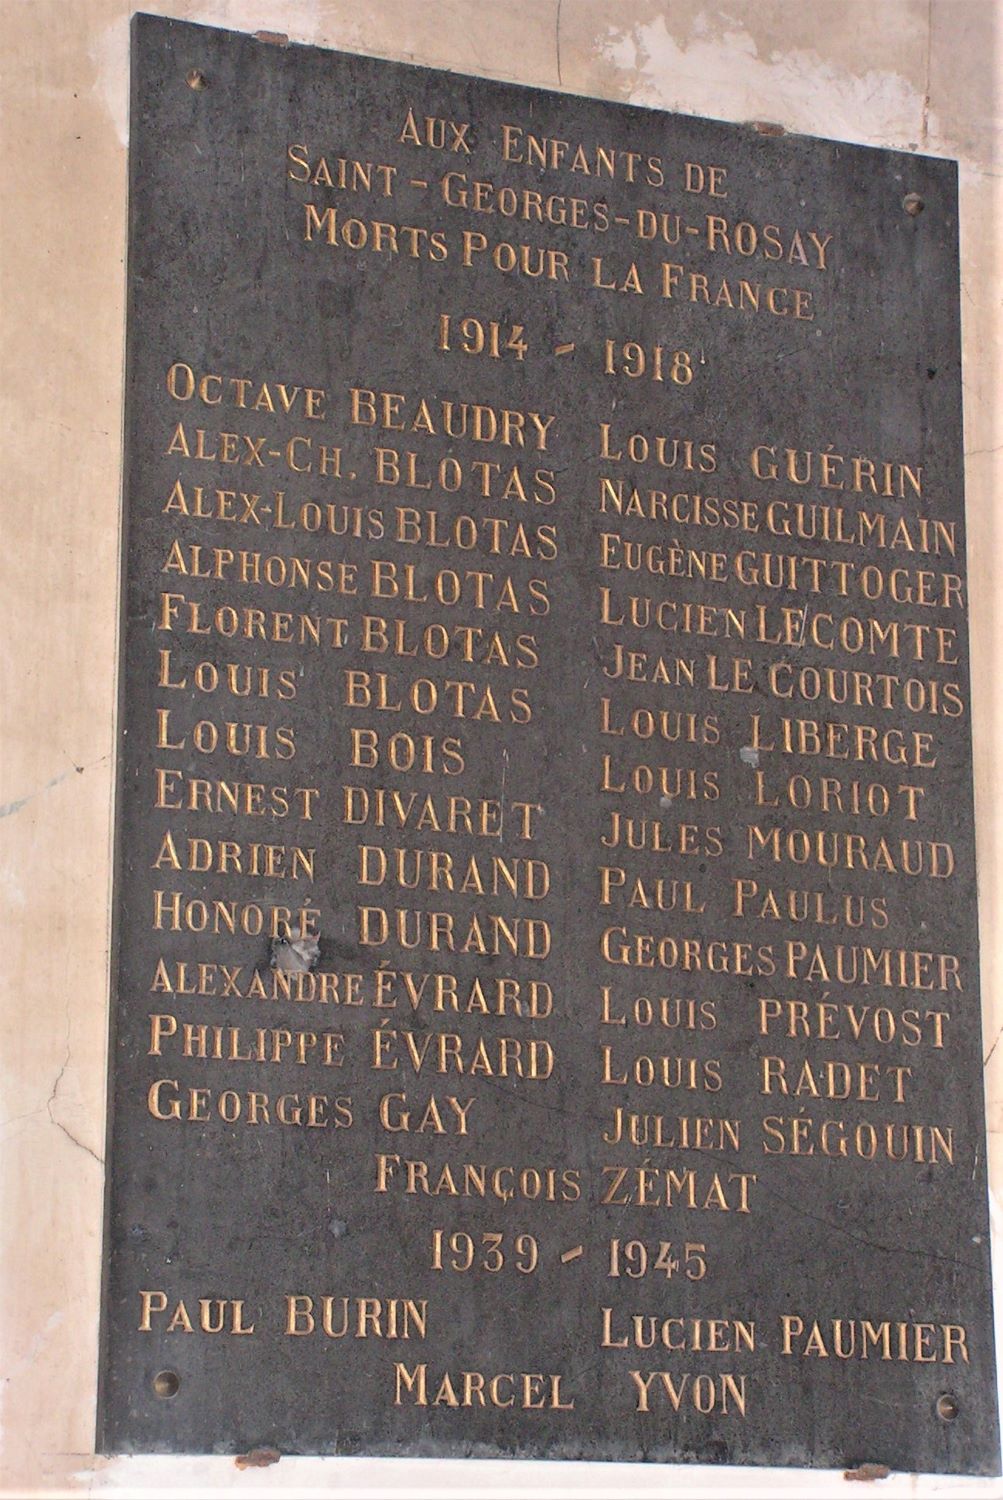 AUX ENFANTS DE
SAINT-GEORGES-DU-ROSAY
MORTS POUR LA FRANCE
1914 - 1918
OCTAVE BEAUDRY
ALEX-CH. BLOTAS
ALEX-LOUIS BLOTAS
ALPHONSE BLOTAS
FLORENT BLOTAS
LOUIS BLOTAS
LOUIS BOIS
ERNEST DIVARET
ADRIEN DURAND
HONORÉ DURAND
ALEXANDRE ÉVRARD
PHILIPPE ÉVRARD
GEORGES GAY
LOUIS GUÉRIN
NARCISSE GUILMAIN
EUGÈNE GUITTOGER
LUCIEN LECOMTE
JEAN LE COURTOIS
LOUIS LIBERGE
LOUIS LORIOT
JULES MOURAUD
PAUL PAULUS
GEORGES PAUMIER
LOUIS PRÉVOST
LOUIS RADET
JULIEN SÉGOUIN
FRANÇOIS ZÉMAT
1939 - 1945
PAUL BURIN
LUCIEN PAUMIER
MARCEL YVON